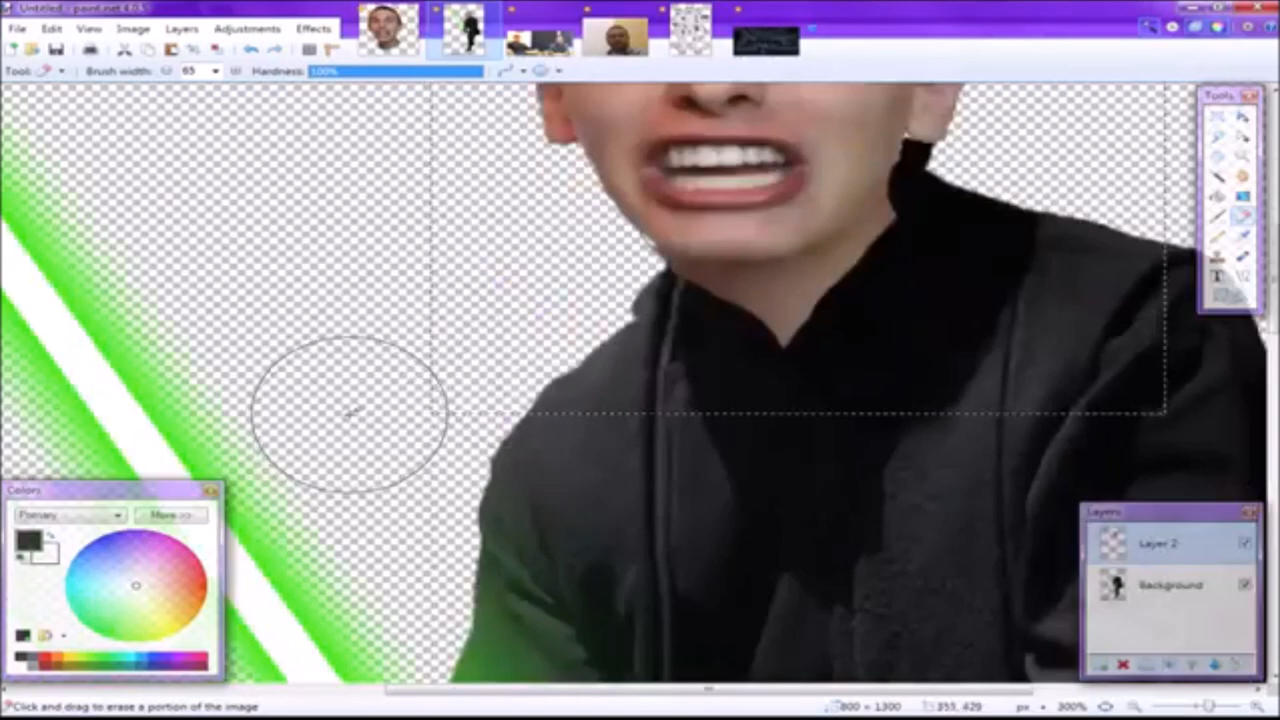 Untitled - paint.net 4.0.5
File Edit View Image Layers Adjustments Effects
Tool: Brush width: 65 Hardness: 100%
Tools
T
Colors
Primary More >>
Layers
Layer 2
Background
Click and drag to erase a portion of the image
800 × 1300 355, 429 px 300%